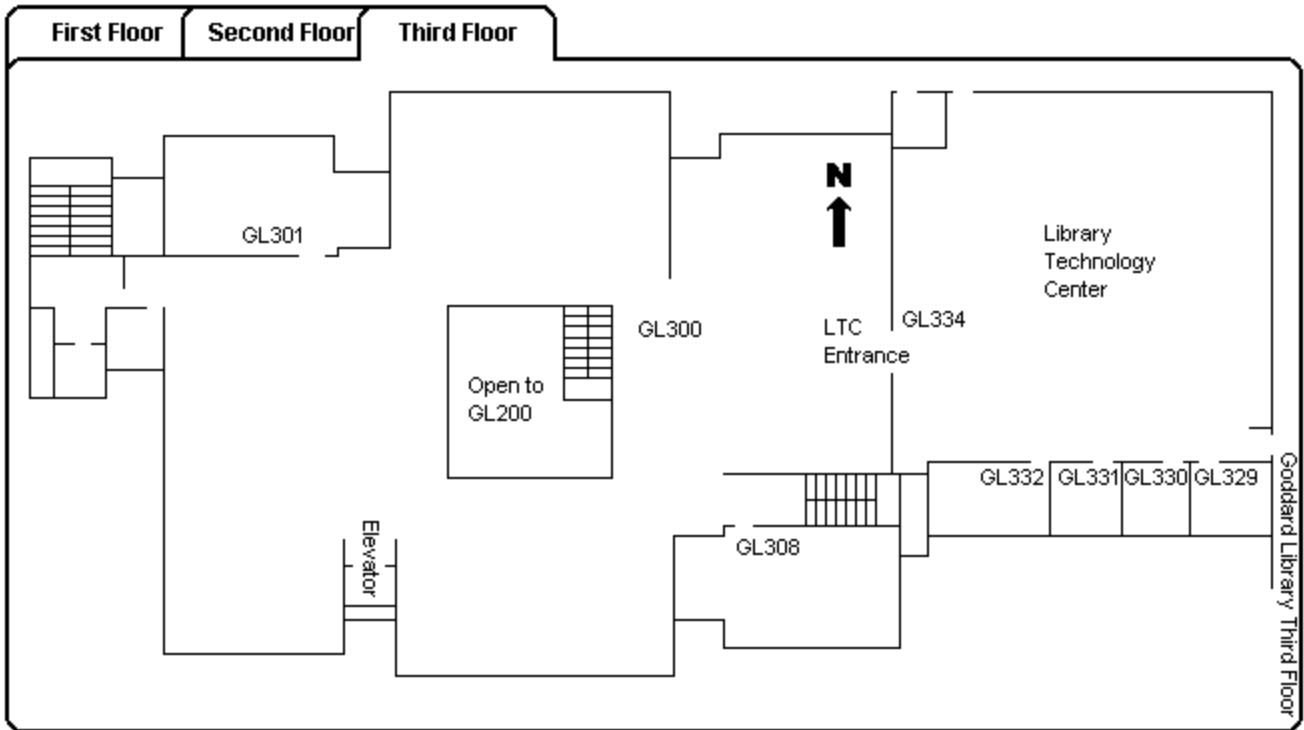 First Floor
Second Floor
Third Floor
N
GL301
Library
Technology
Center
GL300
LTC
Entrance
GL334
Open to
GL200
GL332
GL331
GL330
GL329
Elevator
GL308
Goddard Library Third Floor